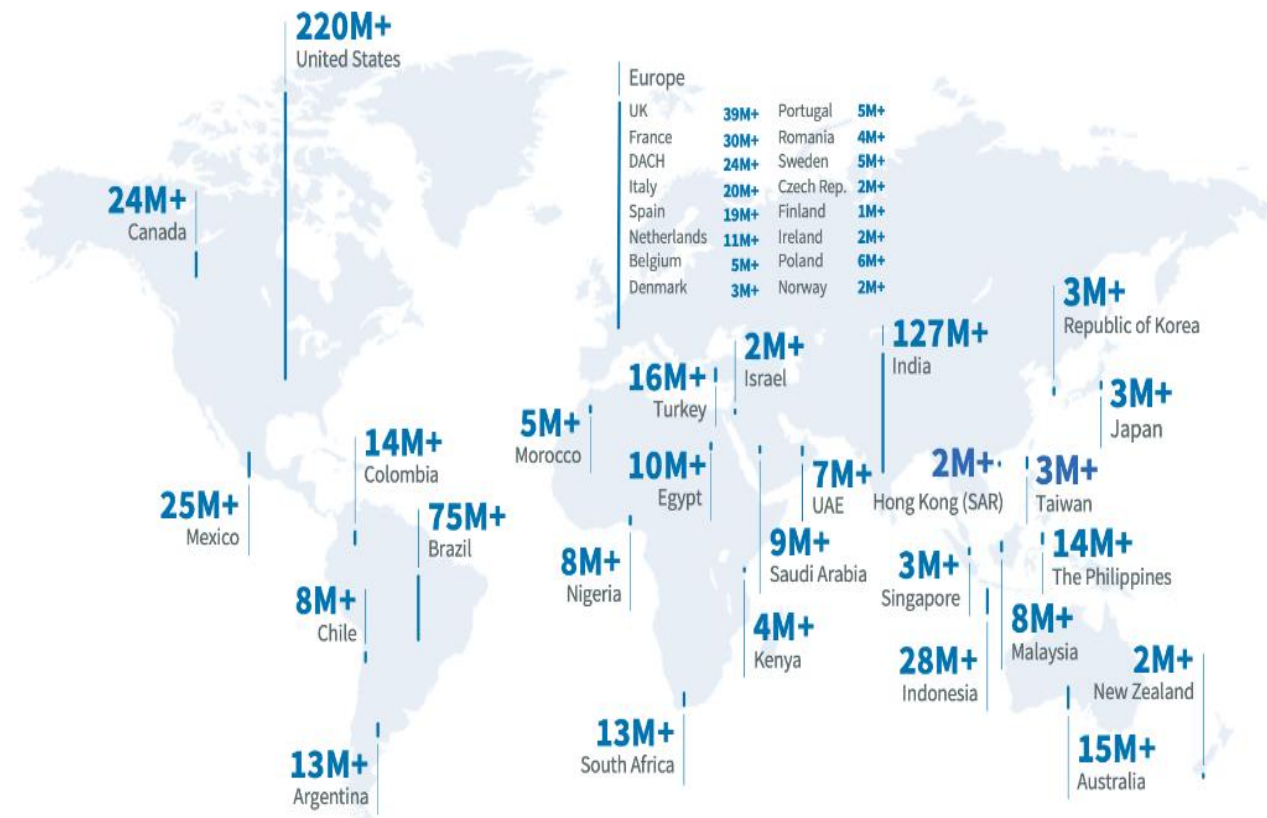 220M+
United States
24M+
Canada
Europe
UK 39M+ Portugal 5M+
France 30M+ Romania 4M+
DACH 24M+ Sweden 5M+
Italy 20M+ Czech Rep. 2M+
Spain 19M+ Finland 1M+
Netherlands 11M+ Ireland 2M+
Belgium 5M+ Poland 6M+
Denmark 3M+ Norway 2M+
3M+
Republic of Korea
127M+
India
2M+
Israel
16M+
Turkey
3M+
Japan
5M+
Morocco
14M+
Colombia
10M+
Egypt
7M+
UAE
2M+
Hong Kong (SAR)
3M+
Taiwan
25M+
Mexico
75M+
Brazil
8M+
Nigeria
9M+
Saudi Arabia
3M+
Singapore
14M+
The Philippines
8M+
Chile
4M+
Kenya
8M+
Malaysia
28M+
Indonesia
2M+
New Zealand
13M+
South Africa
15M+
Australia
13M+
Argentina